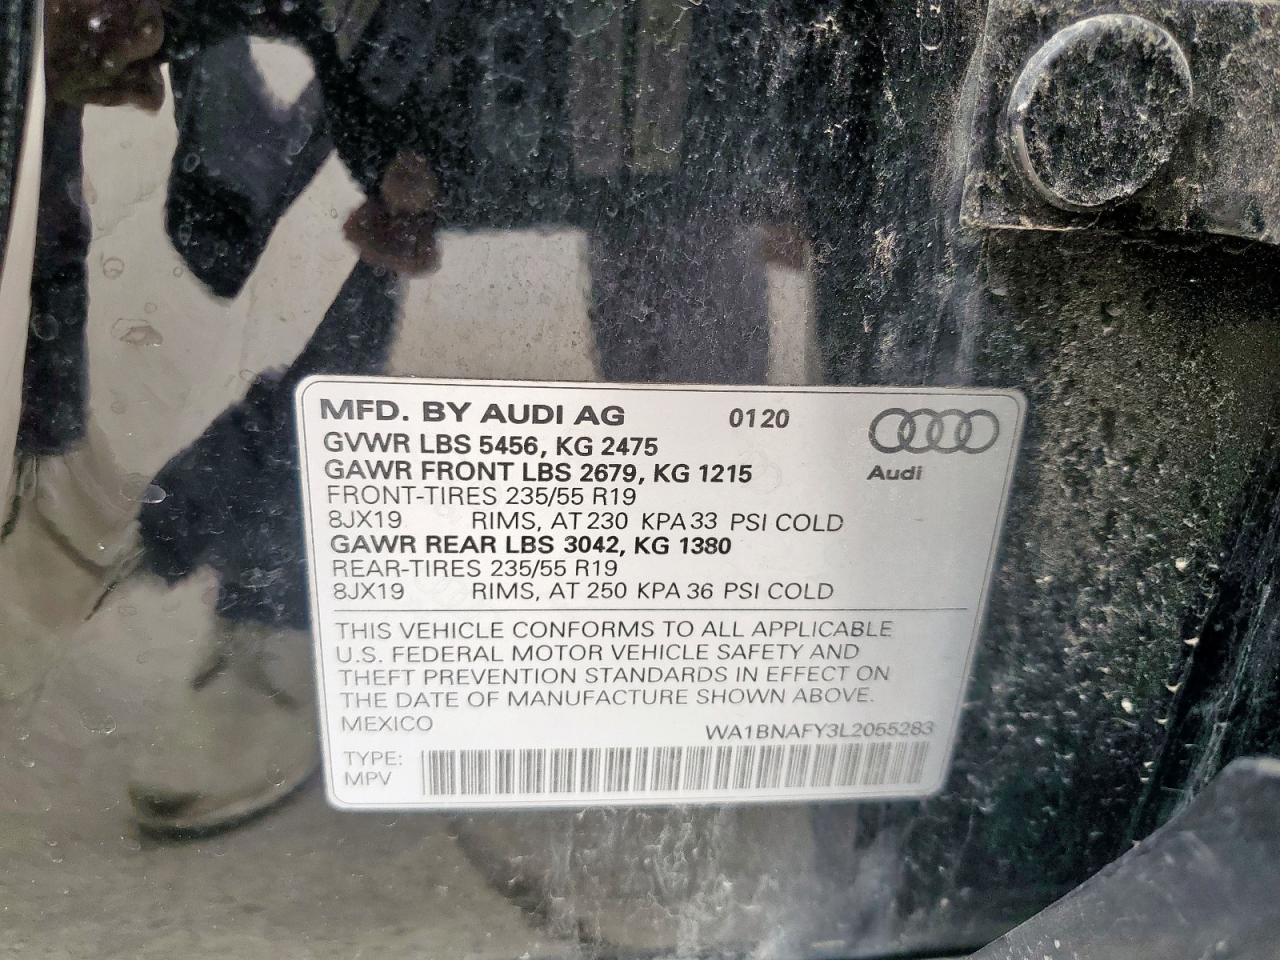 MFD. BY AUDI AG 0120
GVWR LBS 5456, KG 2475
GAWR FRONT LBS 2679, KG 1215
Audi
FRONT-TIRES 235/55 R19
8JX19 RIMS, AT 230 KPA 33 PSI COLD
GAWR REAR LBS 3042, KG 1380
REAR-TIRES 235/55 R19
8JX19 RIMS, AT 250 KPA 36 PSI COLD
THIS VEHICLE CONFORMS TO ALL APPLICABLE
U.S. FEDERAL MOTOR VEHICLE SAFETY AND
THEFT PREVENTION STANDARDS IN EFFECT ON
THE DATE OF MANUFACTURE SHOWN ABOVE.
MEXICO WA1BNAFY3L2055283
TYPE:
MPV